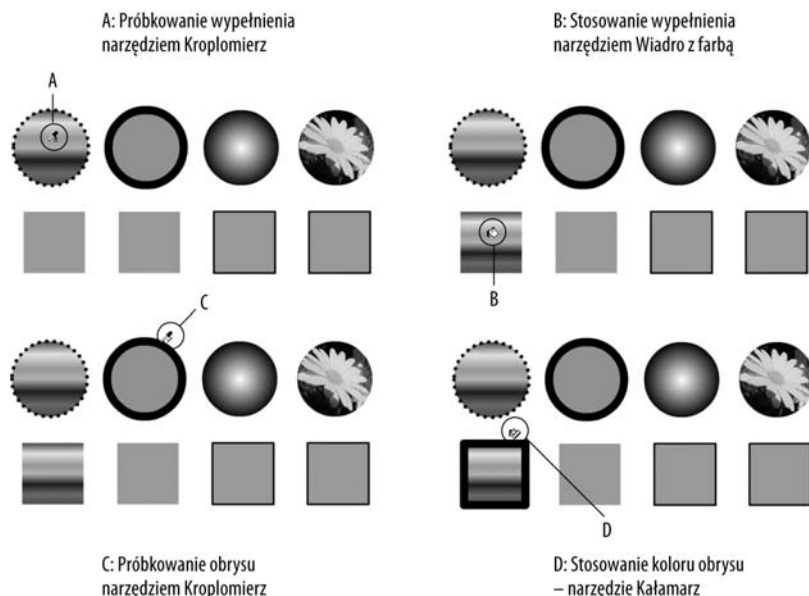 A: Próbkowanie wypełnienia
narzędziem Kroplomierz
B: Stosowanie wypełnienia
narzędziem Wiadro z farbą
A
B
C
D
C: Próbkowanie obrysu
narzędziem Kroplomierz
D: Stosowanie koloru obrysu
– narzędzie Kałamarz